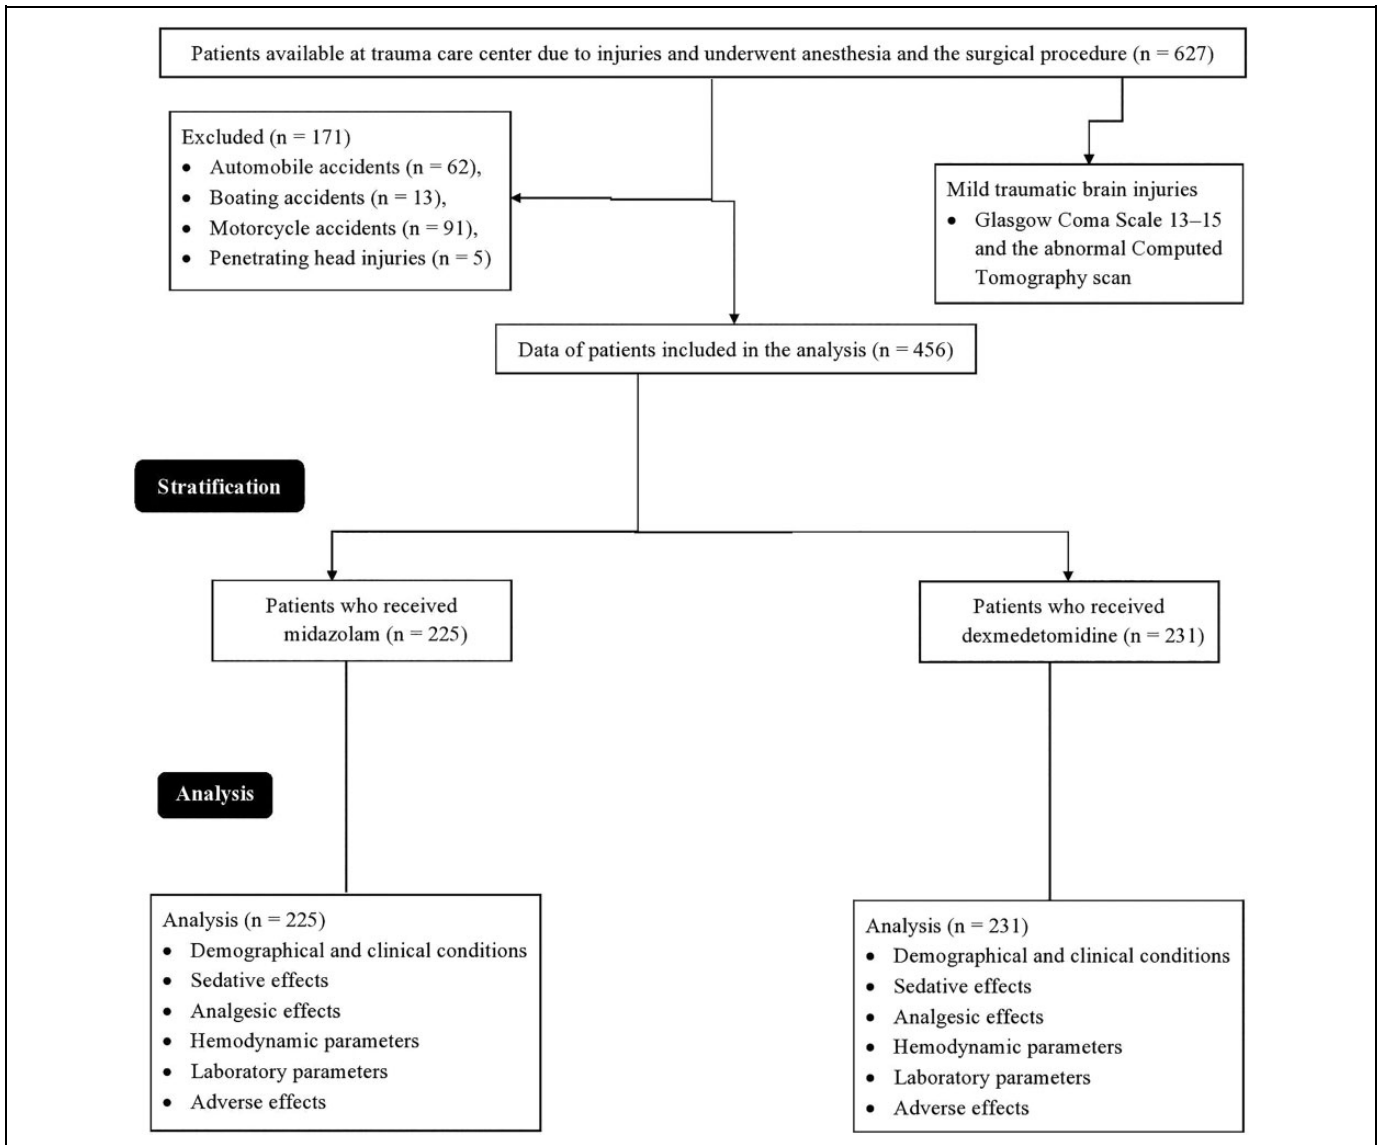 Patients available at trauma care center due to injuries and underwent anesthesia and the surgical procedure (n = 627)
Excluded (n = 171)
• Automobile accidents (n = 62),
• Boating accidents (n = 13),
• Motorcycle accidents (n = 91),
• Penetrating head injuries (n = 5)
Mild traumatic brain injuries
• Glasgow Coma Scale 13–15
and the abnormal Computed
Tomography scan
Data of patients included in the analysis (n = 456)
Stratification
Patients who received
midazolam (n = 225)
Patients who received
dexmedetomidine (n = 231)
Analysis
Analysis (n = 225)
• Demographical and clinical conditions
• Sedative effects
• Analgesic effects
• Hemodynamic parameters
• Laboratory parameters
• Adverse effects
Analysis (n = 231)
• Demographical and clinical conditions
• Sedative effects
• Analgesic effects
• Hemodynamic parameters
• Laboratory parameters
• Adverse effects